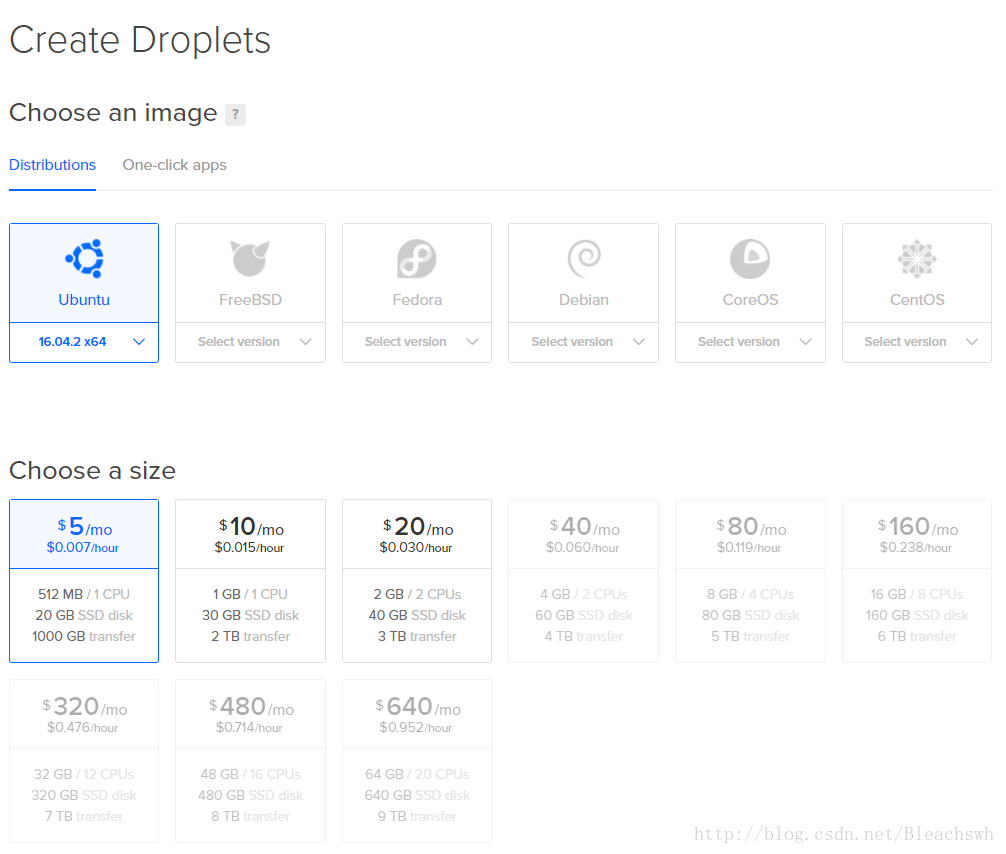 Create Droplets
Choose an image ?
Distributions One-click apps
Ubuntu FreeBSD Fedora Debian CoreOS CentOS
16.04.2 x64 Select version Select version Select version Select version Select version
Choose a size
$5/mo $10/mo $20/mo $40/mo $80/mo $160/mo
$0.007/hour $0.015/hour $0.030/hour $0.060/hour $0.119/hour $0.238/hour
512 MB / 1 CPU 1 GB / 1 CPU 2 GB / 2 CPUs 4 GB / 2 CPUs 8 GB / 4 CPUs 16 GB / 8 CPUs
20 GB SSD disk 30 GB SSD disk 40 GB SSD disk 60 GB SSD disk 80 GB SSD disk 160 GB SSD disk
1000 GB transfer 2 TB transfer 3 TB transfer 4 TB transfer 5 TB transfer 6 TB transfer
$320/mo $480/mo $640/mo
$0.476/hour $0.714/hour $0.952/hour
32 GB / 12 CPUs 48 GB / 16 CPUs 64 GB / 20 CPUs
320 GB SSD disk 480 GB SSD disk 640 GB SSD disk
7 TB transfer 8 TB transfer 9 TB transfer
http://blog.csdn.net/Bleachswh